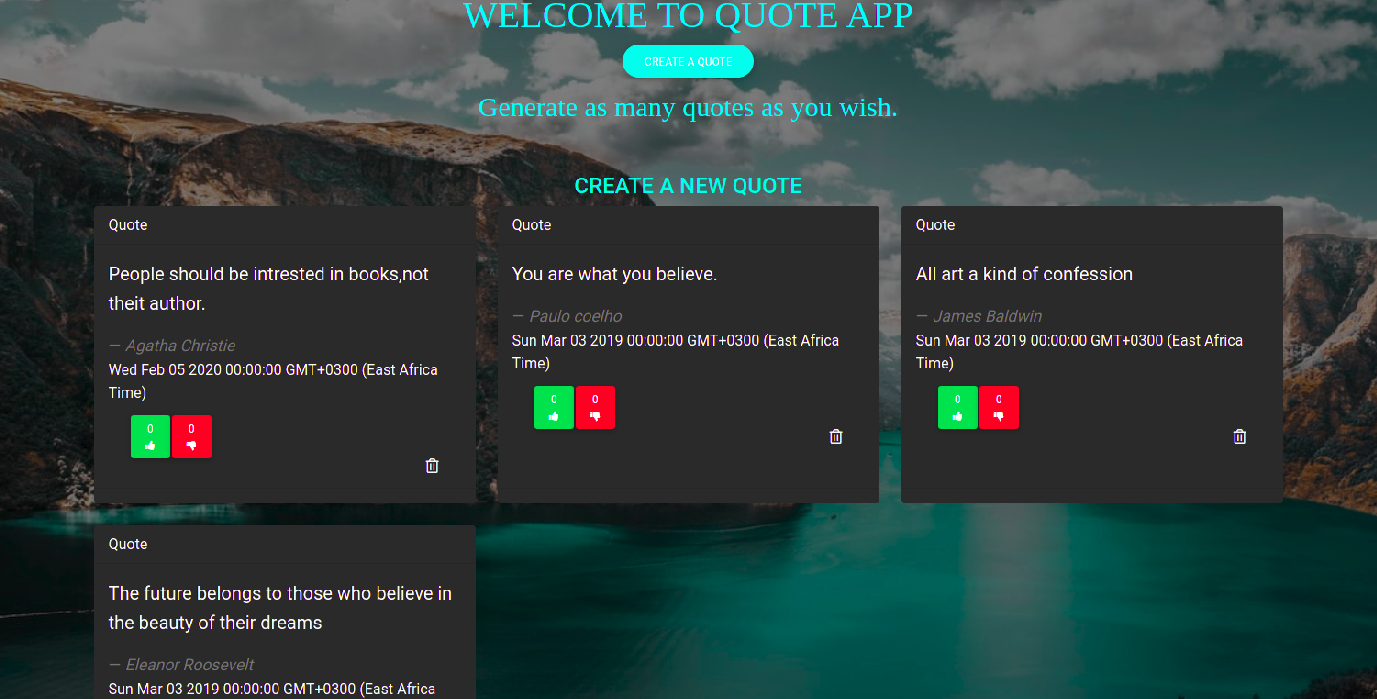 WELCOME TO QUOTE APP
CREATE A QUOTE
Generate as many quotes as you wish.
CREATE A NEW QUOTE
Quote
People should be intrested in books,not
theit author.
— Agatha Christie
Wed Feb 05 2020 00:00:00 GMT+0300 (East Africa
Time)
0
0
Quote
You are what you believe.
— Paulo coelho
Sun Mar 03 2019 00:00:00 GMT+0300 (East Africa
Time)
0
0
Quote
All art a kind of confession
— James Baldwin
Sun Mar 03 2019 00:00:00 GMT+0300 (East Africa
Time)
0
0
Quote
The future belongs to those who believe in
the beauty of their dreams
— Eleanor Roosevelt
Sun Mar 03 2019 00:00:00 GMT+0300 (East Africa